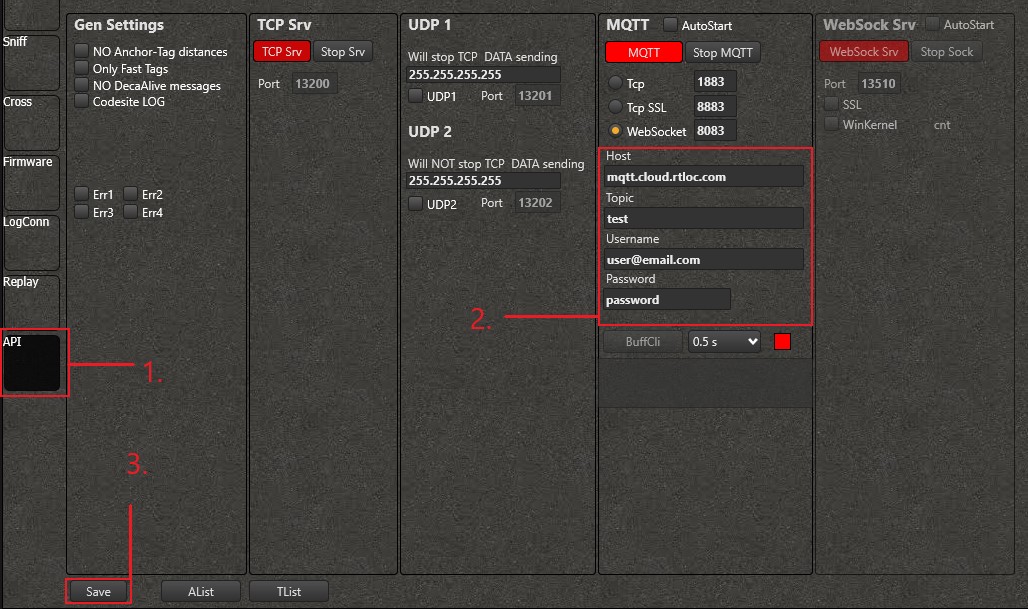 Sniff
Cross
Firmware
LogConn
Replay
API
1.
Gen Settings
NO Anchor-Tag distances
Only Fast Tags
NO DecaAlive messages
Codesite LOG
Err1 Err2
Err3 Err4
TCP Srv
TCP Srv Stop Srv
Port 13200
UDP 1
Will stop TCP DATA sending
255.255.255.255
UDP1 Port 13201
UDP 2
Will NOT stop TCP DATA sending
255.255.255.255
UDP2 Port 13202
2.
MQTT AutoStart
MQTT Stop MQTT
Tcp 1883
Tcp SSL 8883
WebSocket 8083
Host
mqtt.cloud.rtloc.com
Topic
test
Username
user@email.com
Password
password
BuffCli 0.5 s
WebSock Srv AutoStart
WebSock Srv Stop Sock
Port 13510
SSL
WinKernel cnt
3.
Save AList TList